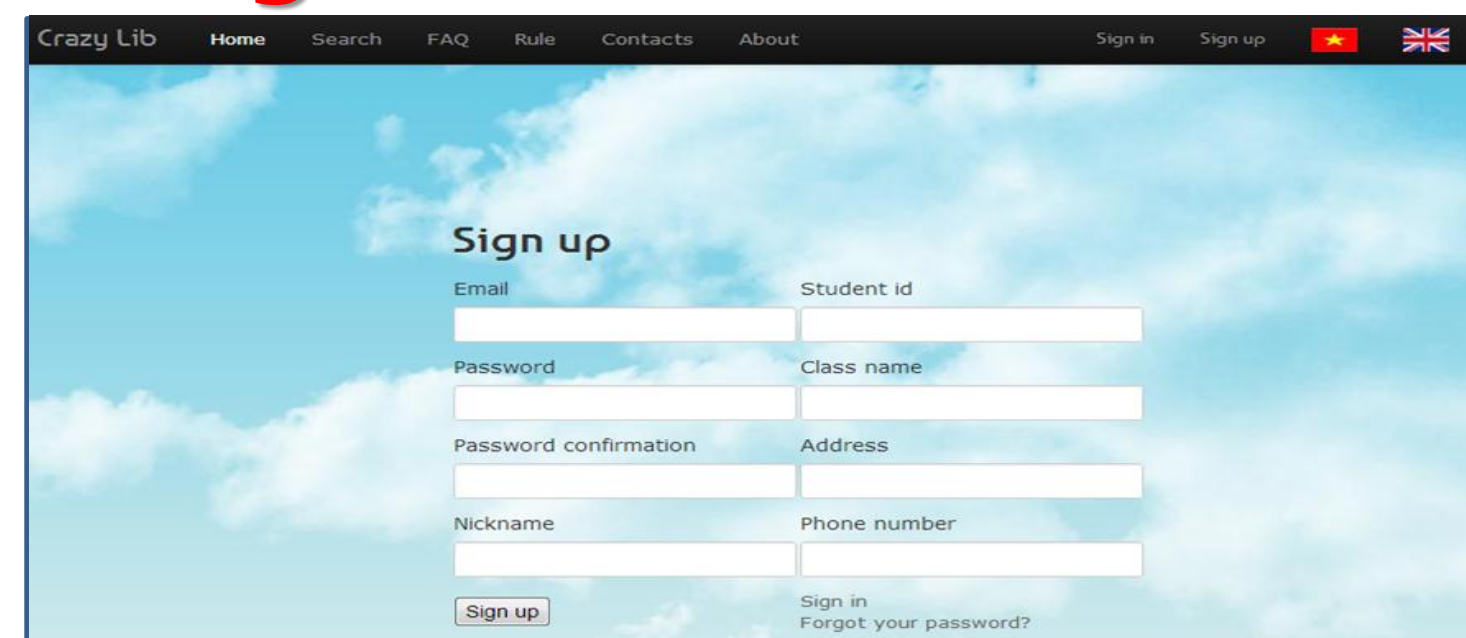 Crazy Lib Home Search FAQ Rule Contacts About Sign in Sign up
Sign up
Email Student id
Password Class name
Password confirmation Address
Nickname Phone number
Sign up Sign in
Forgot your password?